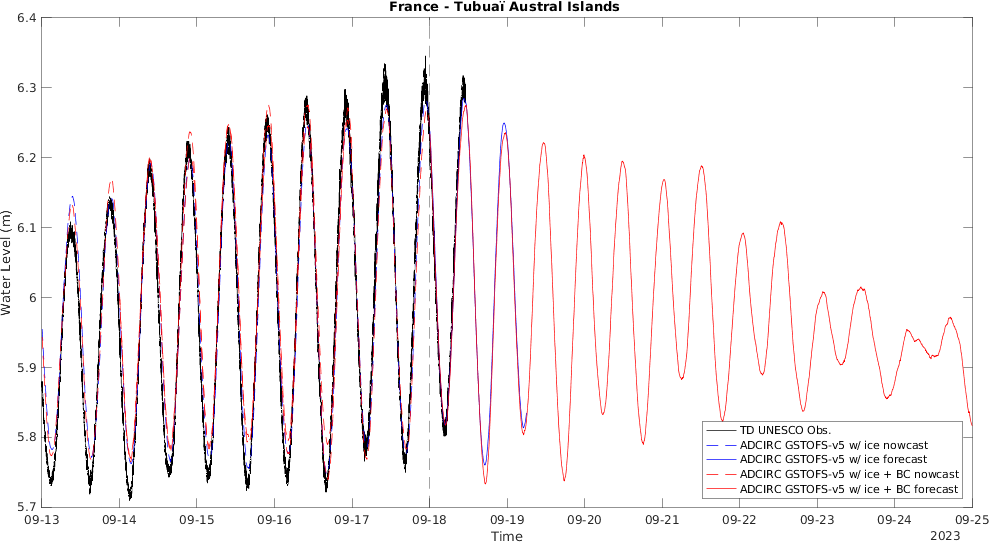 France - Tubuaï Austral Islands
6.4
6.3
6.2
6.1
6
5.9
5.8
5.7
Water Level (m)
TD UNESCO Obs.
ADCIRC GSTOFS-v5 w/ ice nowcast
ADCIRC GSTOFS-v5 w/ ice forecast
ADCIRC GSTOFS-v5 w/ ice + BC nowcast
ADCIRC GSTOFS-v5 w/ ice + BC forecast
09-13 09-14 09-15 09-16 09-17 09-18 09-19 09-20 09-21 09-22 09-23 09-24 09-25
Time
2023